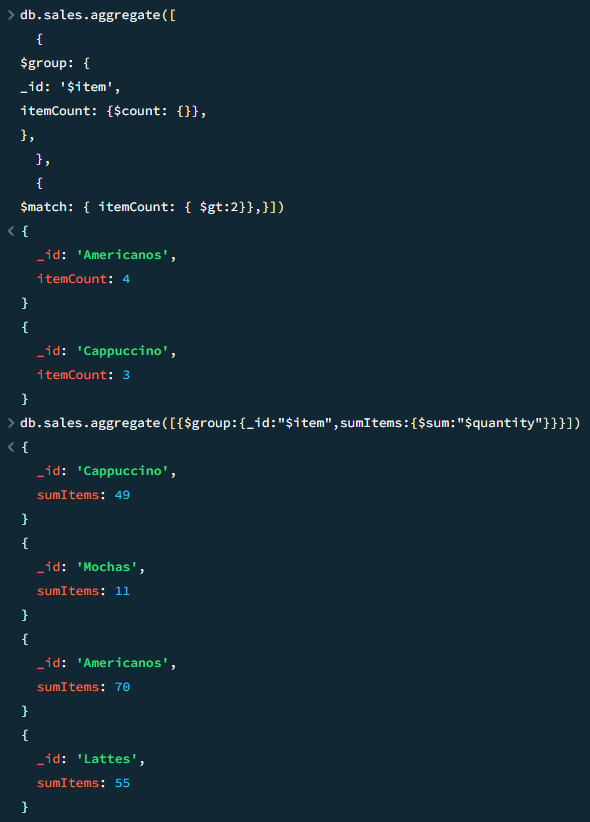 > db.sales.aggregate([
{
$group: {
_id: '$item',
itemCount: {$count: {}},
},
},
{
$match: { itemCount: { $gt:2}},}])
< {
_id: 'Americanos',
itemCount: 4
}
{
_id: 'Cappuccino',
itemCount: 3
}
> db.sales.aggregate([{$group:{_id:"$item",sumItems:{$sum:"$quantity"}}}])
< {
_id: 'Cappuccino',
sumItems: 49
}
{
_id: 'Mochas',
sumItems: 11
}
{
_id: 'Americanos',
sumItems: 70
}
{
_id: 'Lattes',
sumItems: 55
}